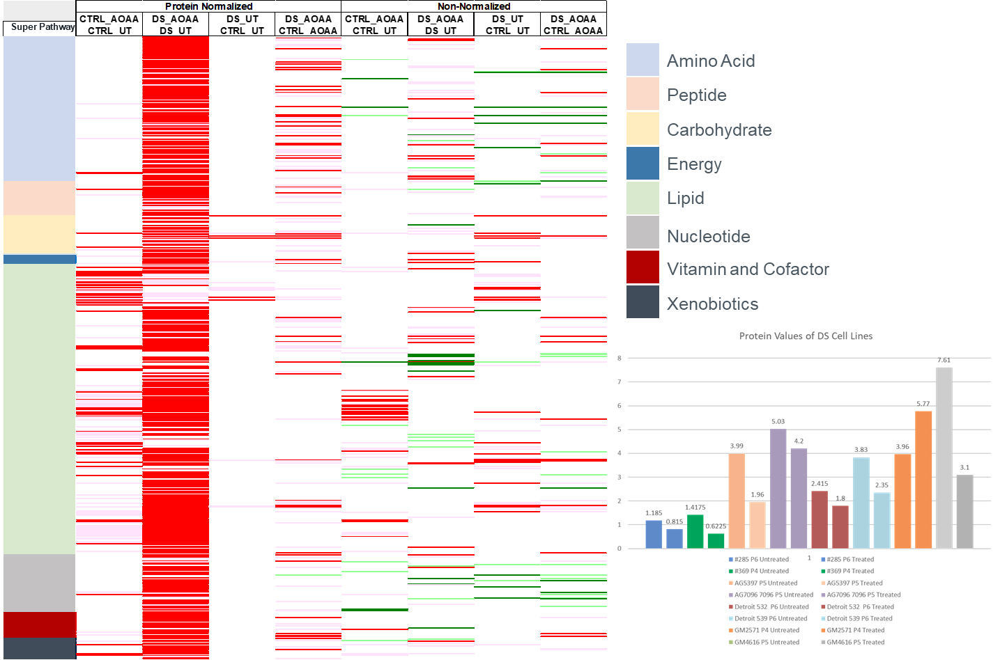 Protein Normalized Non-Normalized
CTRL_AOAA DS_AOAA DS_UT DS_AOAA CTRL_AOAA DS_AOAA DS_UT DS_AOAA
Super Pathway CTRL_UT DS_UT CTRL_UT CTRL_AOAA CTRL_UT DS_UT CTRL_UT CTRL_AOAA
Amino Acid
Peptide
Carbohydrate
Energy
Lipid
Nucleotide
Vitamin and Cofactor
Xenobiotics
Protein Values of DS Cell Lines
8
7
6
5
4
3
2
1
0
1.185
0.815
1.4175
0.6225
3.99
1.96
5.03
4.2
2.415
1.8
3.83
2.35
3.96
5.77
7.61
3.1
1
#285 P6 Untreated #285 P6 Treated
#369 P4 Untreated #369 P4 Treated
AG5397 P5 Untreated AG5397 P5 Treated
AG7096 7096 P5 Untreated AG7096 7096 P5 Ttreated
Detroit 532 P6 Untreated Detroit 532 P6 Treated
Detroit 539 P6 Untreated Detroit 539 P6 Treated
GM2571 P4 Untreated GM2571 P4 Treated
GM4616 P5 Untreated GM4616 P5 Treated